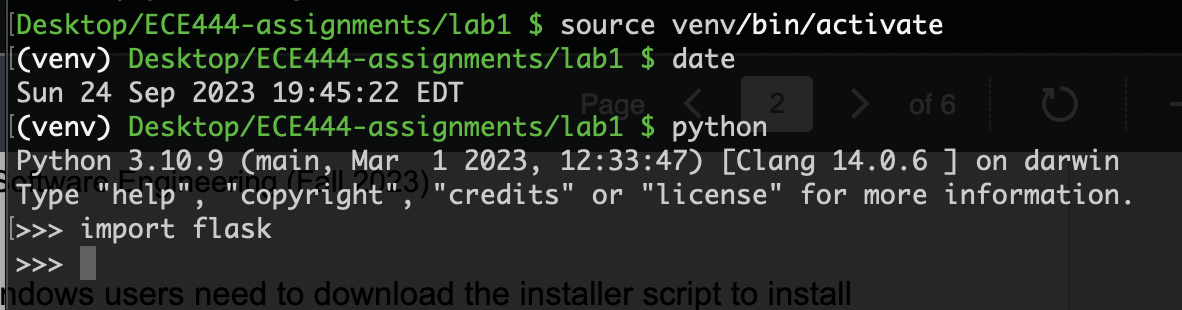 [Desktop/ECE444-assignments/lab1 $ source venv/bin/activate
[(venv) Desktop/ECE444-assignments/lab1 $ date
Sun 24 Sep 2023 19:45:22 EDT
Page 2 of 6
[(venv) Desktop/ECE444-assignments/lab1 $ python
Python 3.10.9 (main, Mar  1 2023, 12:33:47) [Clang 14.0.6 ] on darwin
Software Engineering (Fall 2023)
Type "help", "copyright", "credits" or "license" for more information.
[>>> import flask
>>>
ndows users need to download the installer script to install